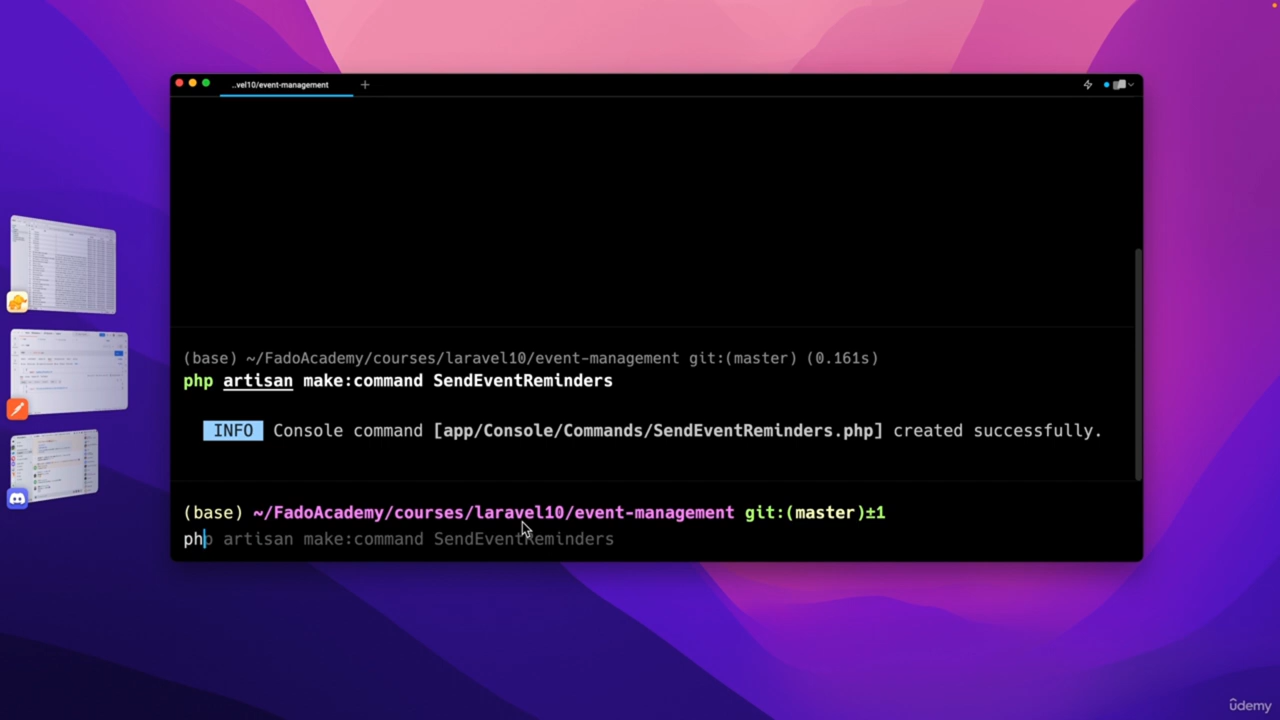 ..vel10/event-management
(base) ~/FadoAcademy/courses/laravel10/event-management git:(master) (0.161s)
php artisan make:command SendEventReminders
INFO Console command [app/Console/Commands/SendEventReminders.php] created successfully.
(base) ~/FadoAcademy/courses/laravel10/event-management git:(master)±1
php artisan make:command SendEventReminders
ûdemy